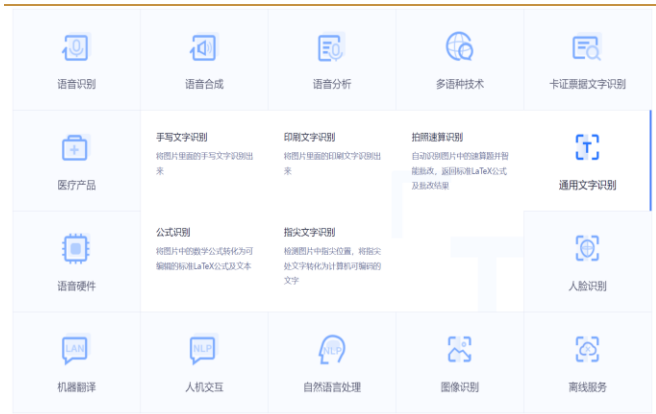 语音识别
语音合成
语音分析
多语种技术
卡证票据文字识别
医疗产品
手写文字识别
将图片里面的手写文字识别出
来
印刷文字识别
将图片里面的印刷文字识别出
来
拍照速算识别
自动识别图片中的速算题并智
能批改，返回标准LaTeX公式
及批改结果
通用文字识别
语音硬件
公式识别
将图片中的数学公式转化为可
编辑的标准LaTeX公式及文本
指尖文字识别
检测图片中指尖位置，将指尖
处文字转化为计算机可编码的
文字
人脸识别
LAN
机器翻译
NLP
人机交互
NLP
自然语言处理
图像识别
离线服务